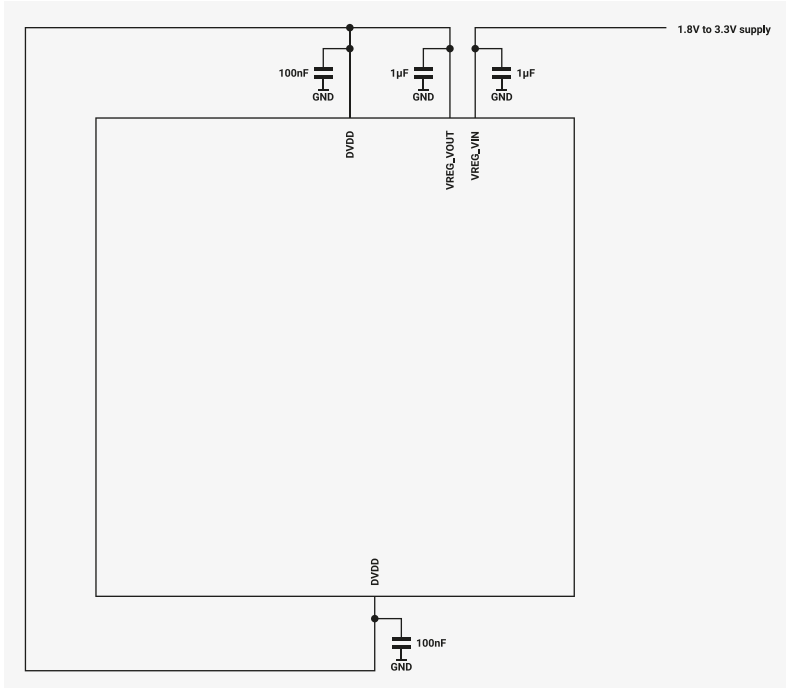 1.8V to 3.3V supply
100nF
1μF
1μF
GND
GND
GND
DVDD
VREG_VOUT
VREG_VIN
DVDD
100nF
GND